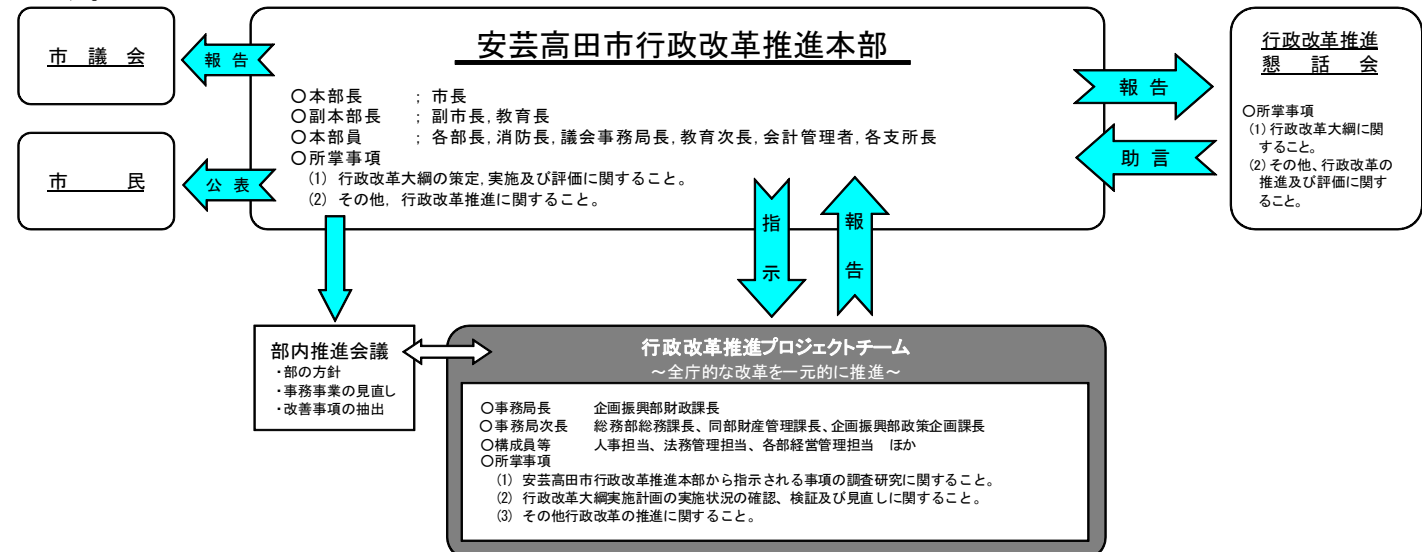 市議会
報告
市民
公表
安芸高田市行政改革推進本部
○本部長 ; 市長
○副本部長 ; 副市長,教育長
○本部員 ; 各部長,消防長,議会事務局長,教育次長,会計管理者,各支所長
○所掌事項
(1) 行政改革大綱の策定,実施及び評価に関すること。
(2) その他, 行政改革推進に関すること。
報告
助言
行政改革推進
懇話会
○所掌事項
(1) 行政改革大綱に関
すること。
(2) その他、行政改革の
推進及び評価に関す
ること。
指示
報告
部内推進会議
・部の方針
・事務事業の見直し
・改善事項の抽出
行政改革推進プロジェクトチーム
~全庁的な改革を一元的に推進~
○事務局長 企画振興部財政課長
○事務局次長 総務部総務課長、同部財産管理課長、企画振興部政策企画課長
○構成員等 人事担当、法務管理担当、各部経営管理担当 ほか
○所掌事項
(1) 安芸高田市行政改革推進本部から指示される事項の調査研究に関すること。
(2) 行政改革大綱実施計画の実施状況の確認、検証及び見直しに関すること。
(3) その他行政改革の推進に関すること。